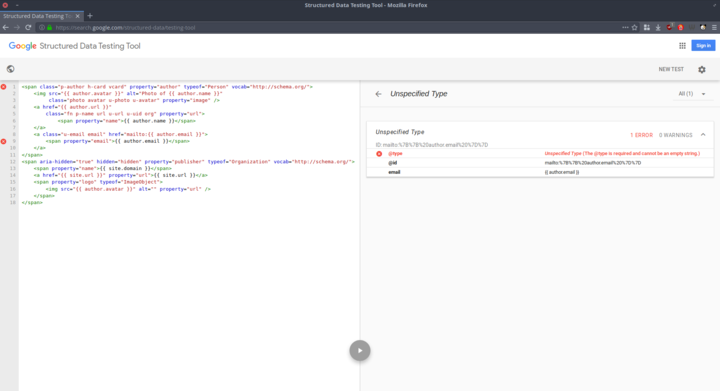 Structured Data Testing Tool - Mozilla Firefox
Structured Data Testing To
https://search.google.com/structured-data/testing-tool
Google Structured Data Testing Tool
Sign in
NEW TEST
1 <span class="p-author h-card vcard" property="author" typeof="Person" vocab="http://schema.org/">
2 <img src="{{ author.avatar }}" alt="Photo of {{ author.name }}"
3 class="photo avatar u-photo u-avatar" property="image" />
4 <a href="{{ author.url }}"
5 class="fn p-name url u-url u-uid org" property="url">
6 <span property="name">{{ author.name }}</span>
7 </a>
8 <a class="u-email email" href="mailto:{{ author.email }}">
9 <span property="email">{{ author.email }}</span>
10 </a>
11 </span>
12 <span aria-hidden="true" hidden="hidden" property="publisher" typeof="Organization" vocab="http://schema.org/">
13 <span property="name">{{ site.domain }}</span>
14 <a href="{{ site.url }}" property="url">{{ site.url }}</a>
15 <span property="logo" typeof="ImageObject">
16 <img src="{{ author.avatar }}" alt="" property="url" />
17 </span>
18 </span>
Unspecified Type
All (1)
Unspecified Type
1 ERROR 0 WARNINGS
ID: mailto:%7B%7B%20author.email%20%7D%7D
@type Unspecified Type (The @type is required and cannot be an empty string.)
@id mailto:%7B%7B%20author.email%20%7D%7D
email {{ author.email }}